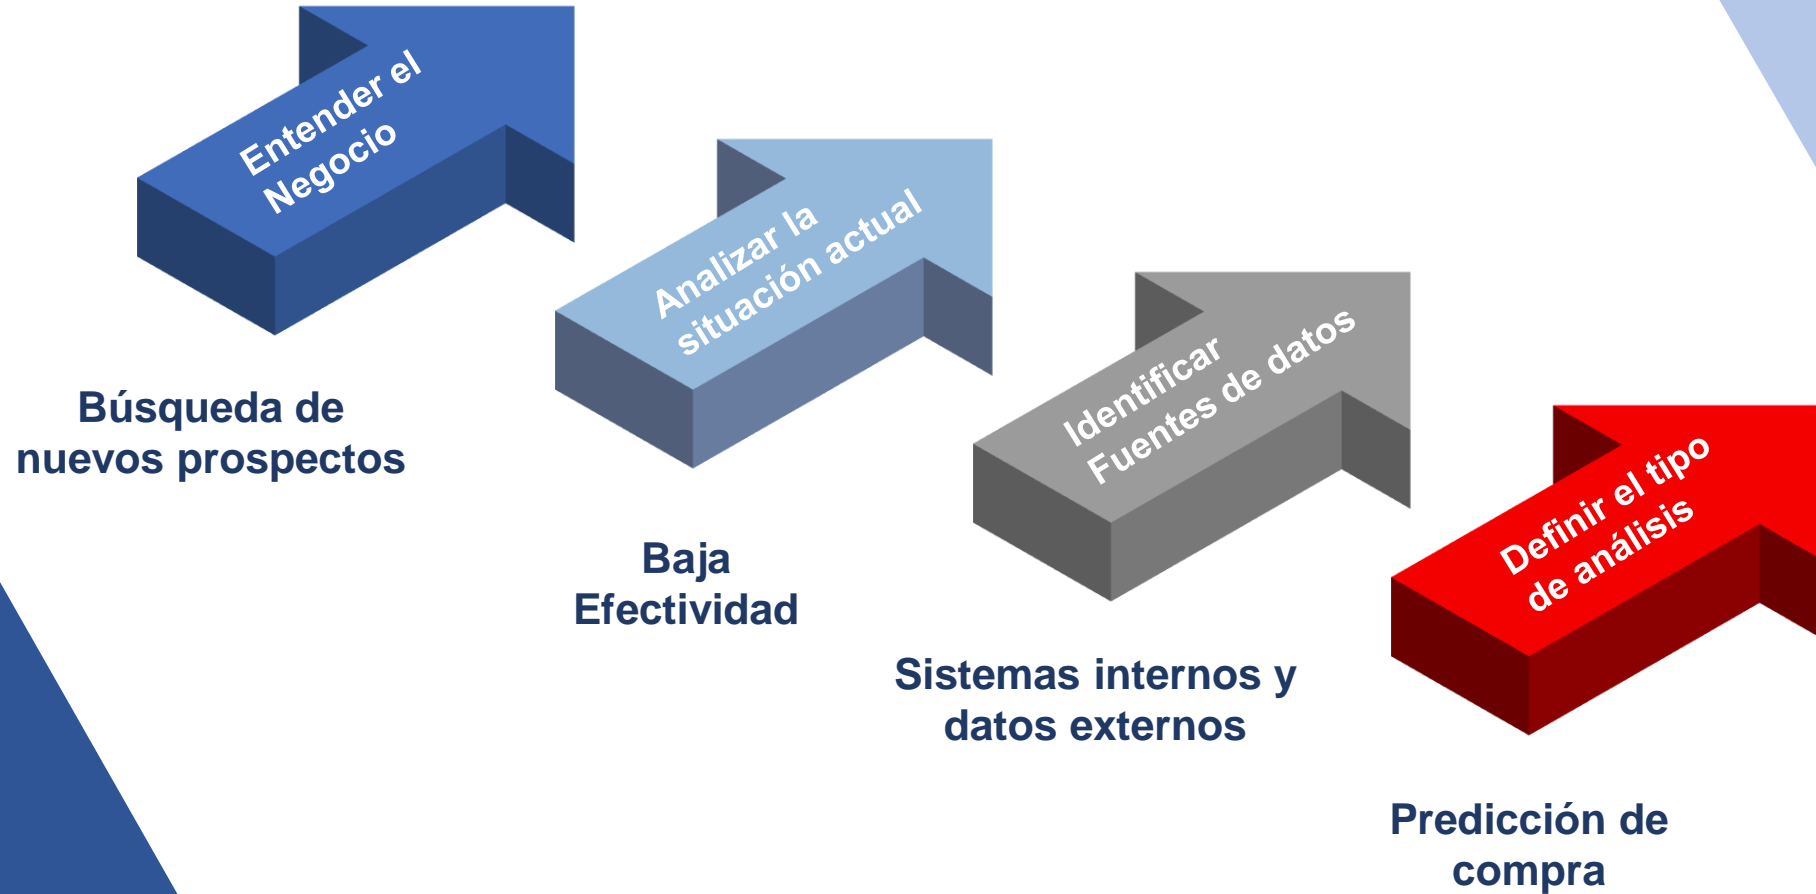 Entender el
Negocio
Búsqueda de
nuevos prospectos
Analizar la
situación actual
Baja
Efectividad
Identificar
Fuentes de datos
Sistemas internos y
datos externos
Definir el tipo
de análisis
Predicción de
compra